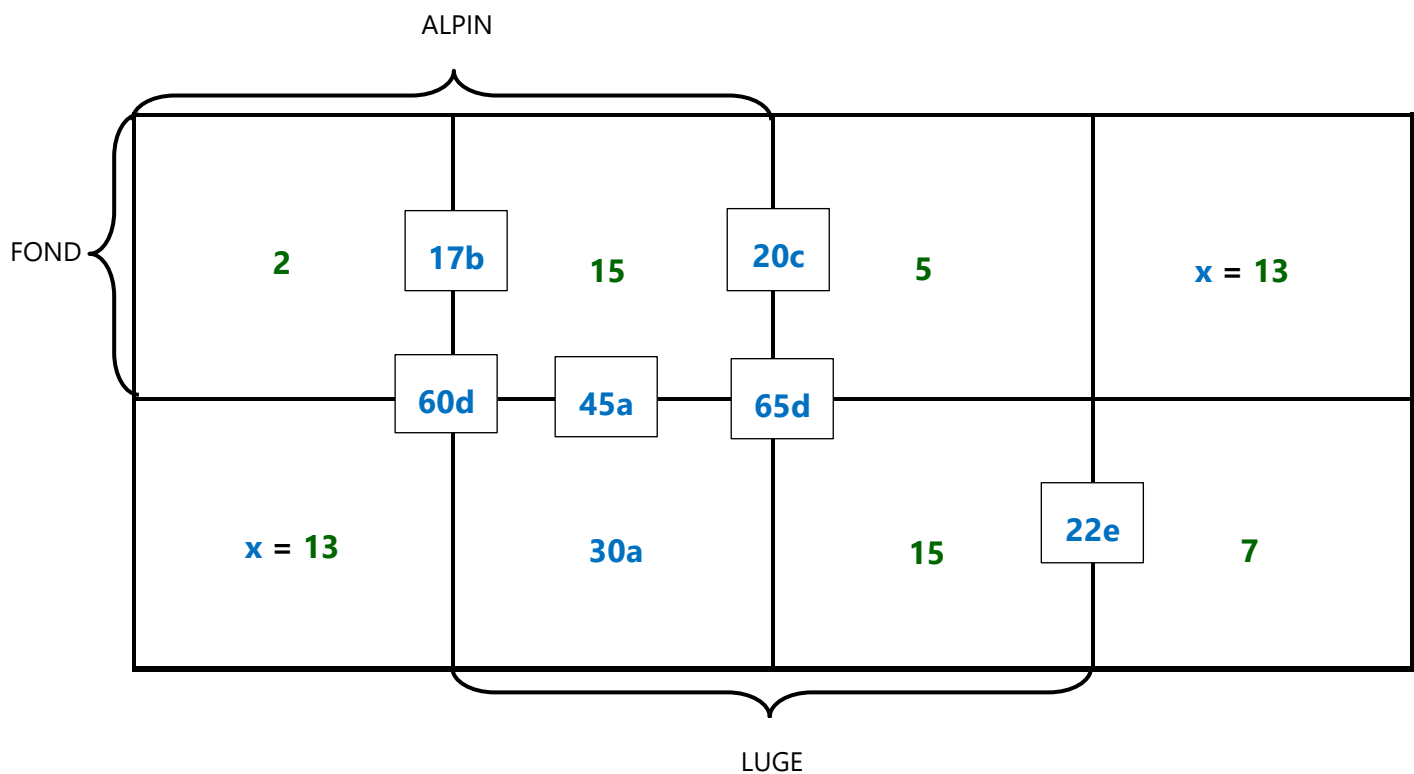 ALPIN
FOND
2
17b
15
20c
5
x = 13
60d
45a
65d
x = 13
30a
15
22e
7
LUGE